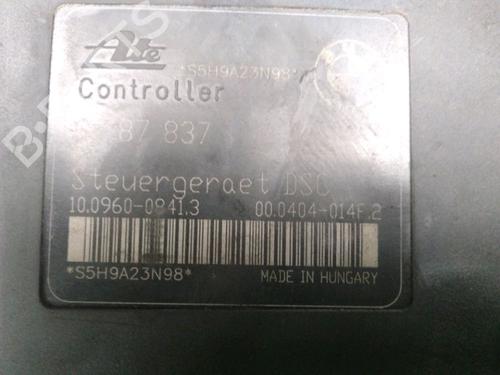 Ate *S5H9A23N98*
Controller
87 837
Steuergeraet DSC
10.0960-0841.3 00.0404-014F.2
*S5H9A23N98* MADE IN HUNGARY